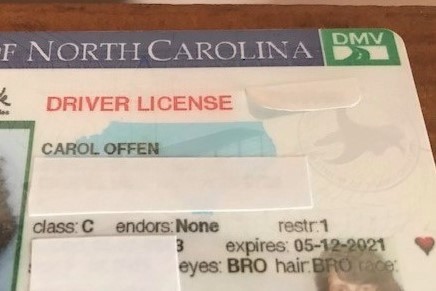 F NORTH CAROLINA DMV
DRIVER LICENSE
CAROL OFFEN
class: C endors: None restr: 1
3 expires: 05-12-2021
eyes: BRO hair: BRO race: